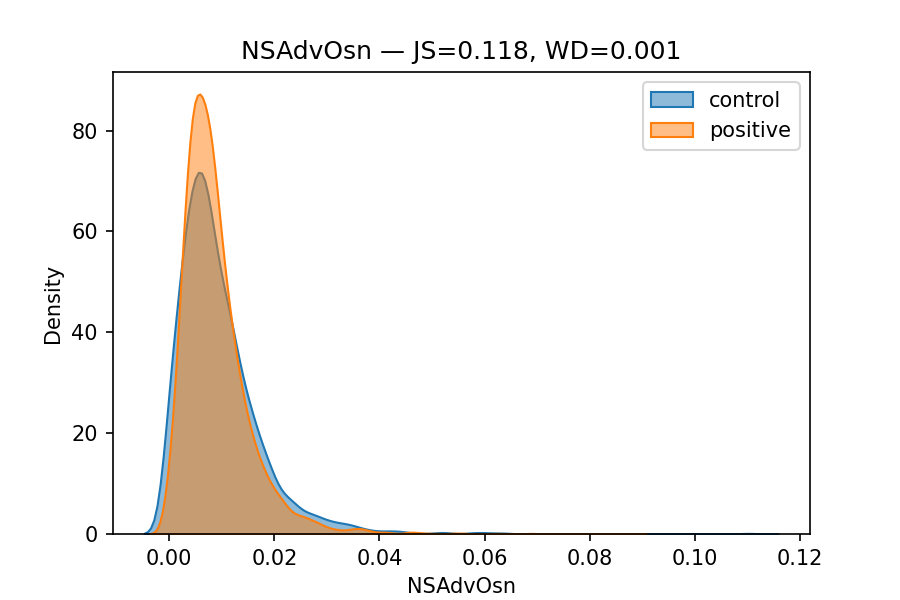 NSAdvOsn — JS=0.118, WD=0.001
control
positive
80
60
40
20
0
Density
0.00 0.02 0.04 0.06 0.08 0.10 0.12
NSAdvOsn